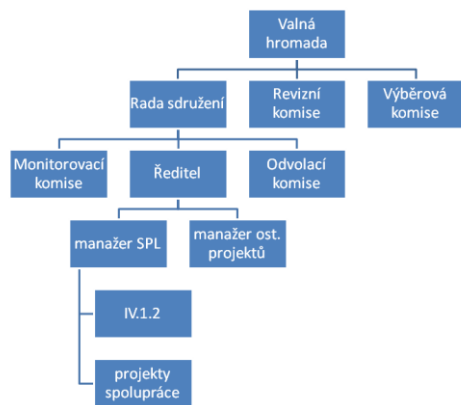 Valná
hromada
Rada sdružení
Revizní
komise
Výběrová
komise
Monitorovací
komise
Ředitel
Odvolací
komise
manažer SPL
manažer ost.
projektů
IV.1.2
projekty
spolupráce